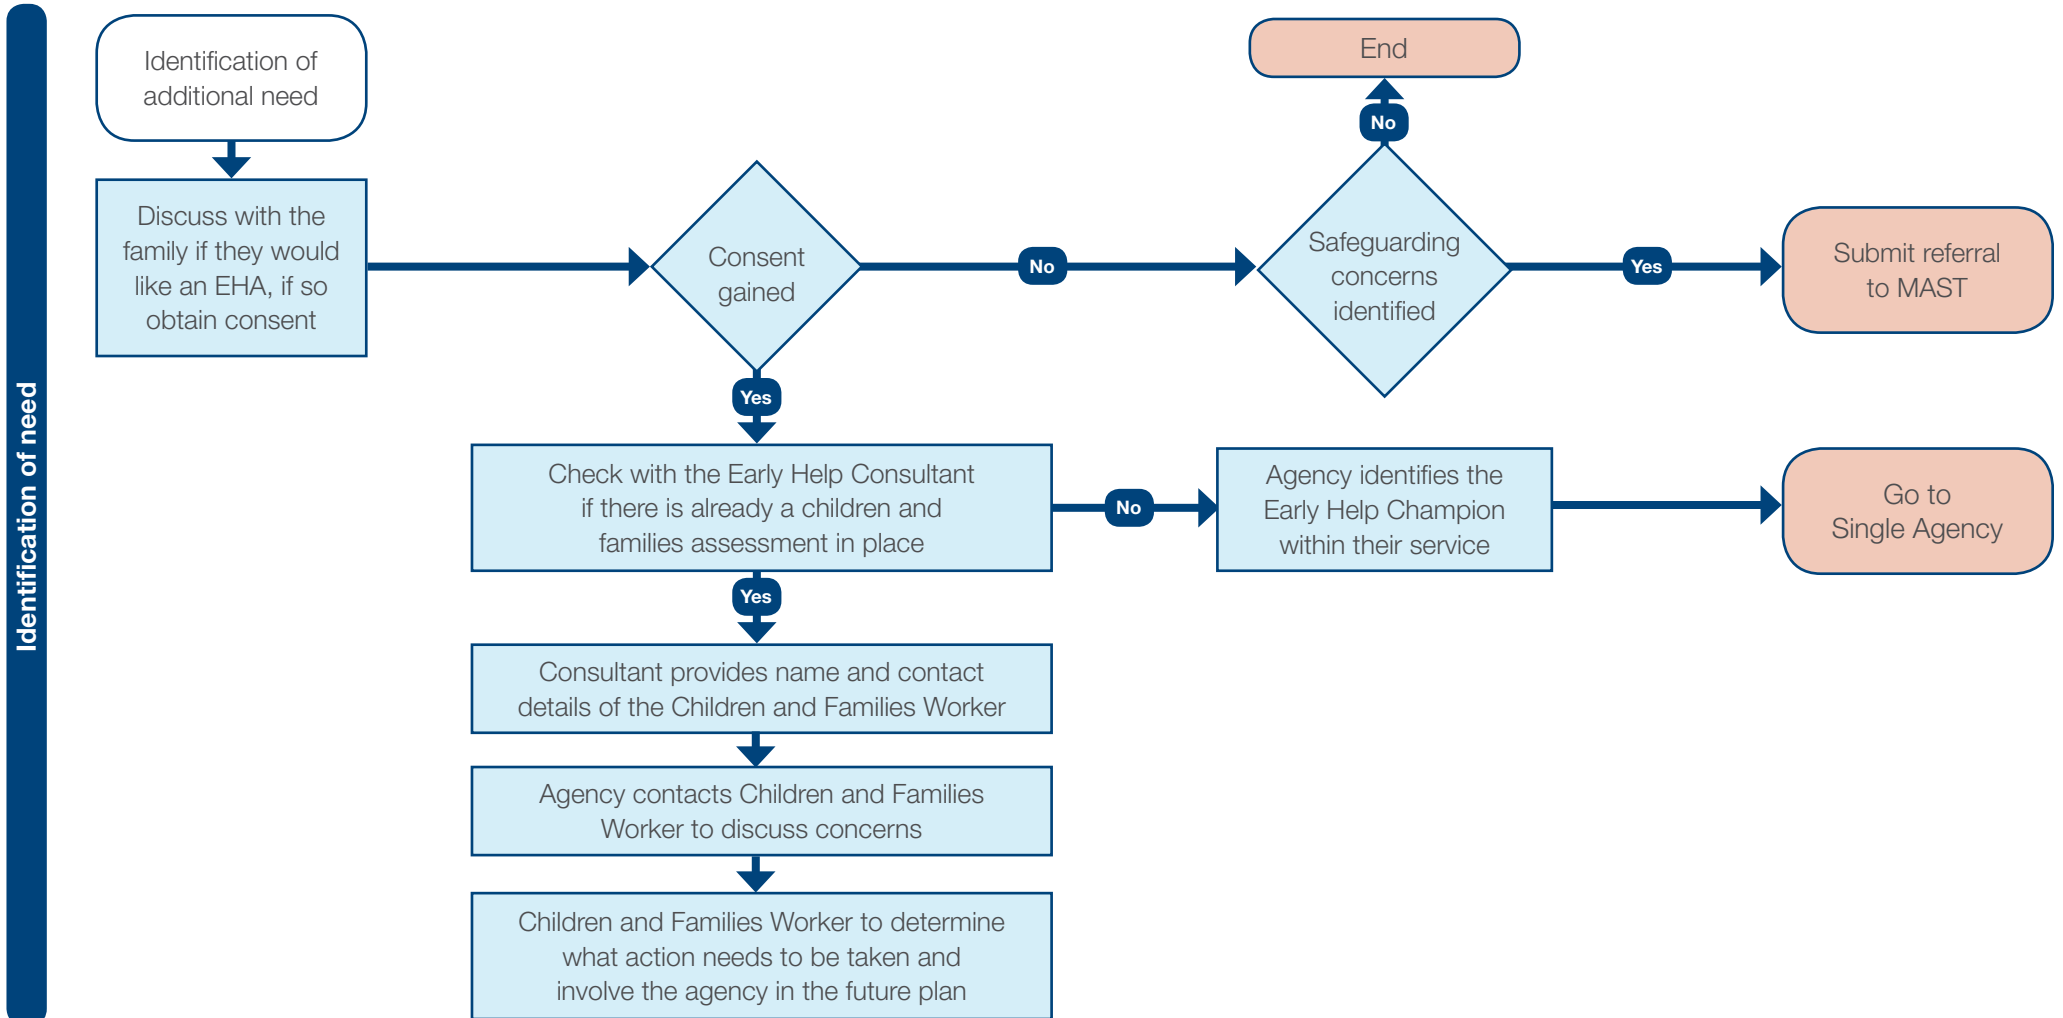 Identification of need
Identification of
additional need
Discuss with the
family if they would
like an EHA, if so
obtain consent
Consent
gained
No
Safeguarding
concerns
identified
No
End
Yes
Submit referral
to MAST
Yes
Check with the Early Help Consultant
if there is already a children and
families assessment in place
No
Agency identifies the
Early Help Champion
within their service
Go to
Single Agency
Yes
Consultant provides name and contact
details of the Children and Families Worker
Agency contacts Children and Families
Worker to discuss concerns
Children and Families Worker to determine
what action needs to be taken and
involve the agency in the future plan